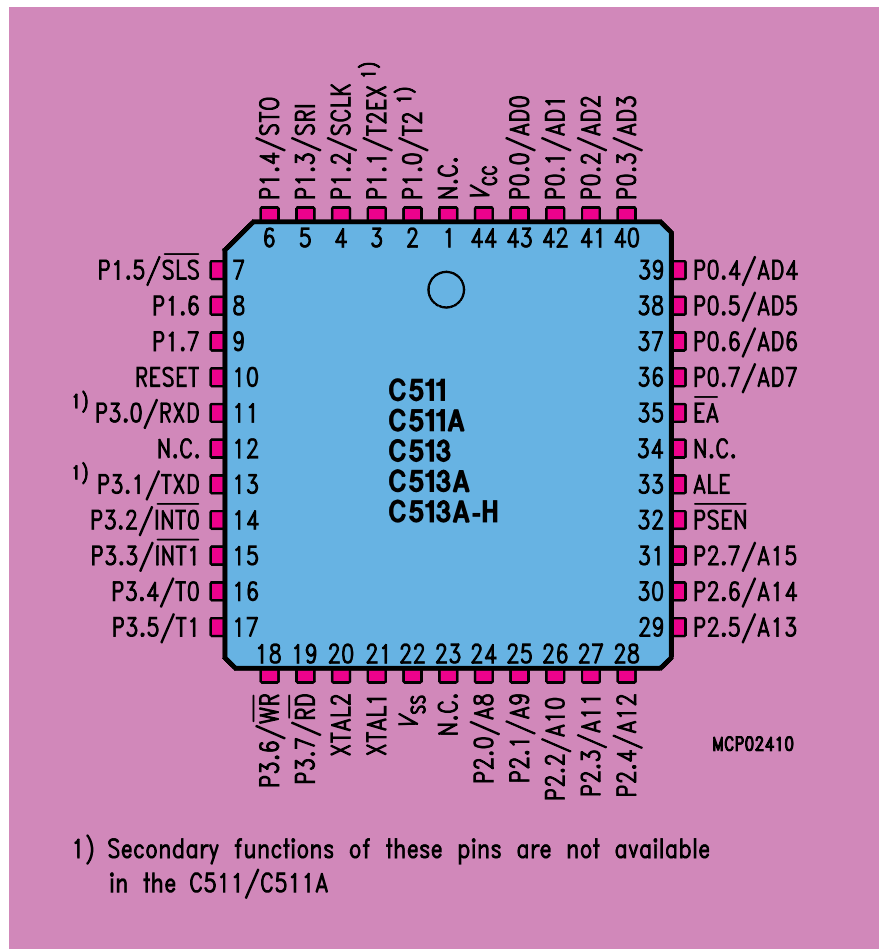 P1.4/STO
P1.3/SRI
P1.2/SCLK
P1.1/T2EX 1)
P1.0/T2 1)
N.C.
VCC
P0.0/AD0
P0.1/AD1
P0.2/AD2
P0.3/AD3
6 5 4 3 2 1 44 43 42 41 40
P1.5/S̅L̅S̅ 7
P1.6 8
P1.7 9
RESET 10
1) P3.0/RXD 11
N.C. 12
1) P3.1/TXD 13
P3.2/I̅N̅T̅0̅ 14
P3.3/I̅N̅T̅1̅ 15
P3.4/T0 16
P3.5/T1 17
C511
C511A
C513
C513A
C513A-H
39 P0.4/AD4
38 P0.5/AD5
37 P0.6/AD6
36 P0.7/AD7
35 E̅A̅
34 N.C.
33 ALE
32 P̅S̅E̅N̅
31 P2.7/A15
30 P2.6/A14
29 P2.5/A13
18 19 20 21 22 23 24 25 26 27 28
P3.6/W̅R̅
P3.7/R̅D̅
XTAL2
XTAL1
VSS
N.C.
P2.0/A8
P2.1/A9
P2.2/A10
P2.3/A11
P2.4/A12
MCP02410
1) Secondary functions of these pins are not available
in the C511/C511A